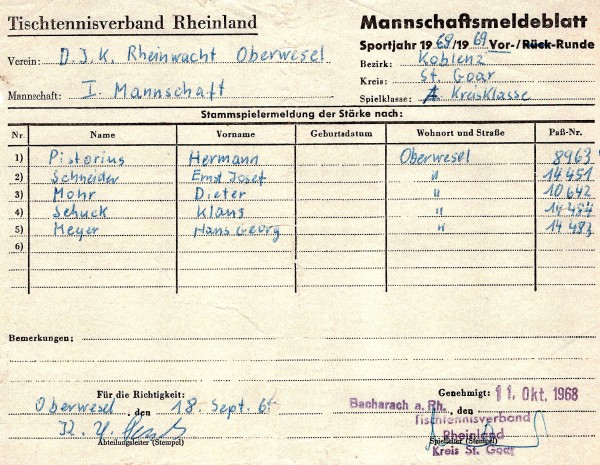 Tischtennisverband Rheinland
Mannschaftsmeldeblatt
Sportjahr 1969/1969 Vor-/Rück-Runde
Verein: D.J.K. Rheinwacht Oberwesel
Bezirk: Koblenz
Kreis: St. Goar
Mannschaft: I. Mannschaft
Spielklasse: A Kreisklasse
Stammspielermeldung der Stärke nach:
Nr. Name Vorname Geburtsdatum Wohnort und Straße Paß-Nr.
1) Pistorius Hermann Oberwesel 8963
2) Schneider Ernst Josef " 14451
3) Mohr Dieter " 10642
4) Schuck Klaus "
5) Meyer Hans Georg " 14483
6)
Bemerkungen:
Für die Richtigkeit:
Genehmigt: 11. Okt. 1968
Oberwesel, den 18. Sept. 6
Bacharach a. Rh., den
Tischtennisverband
Rheinland
Kreis St. Goar
Abteilungsleiter (Stempel)
Spielleiter (Stempel)